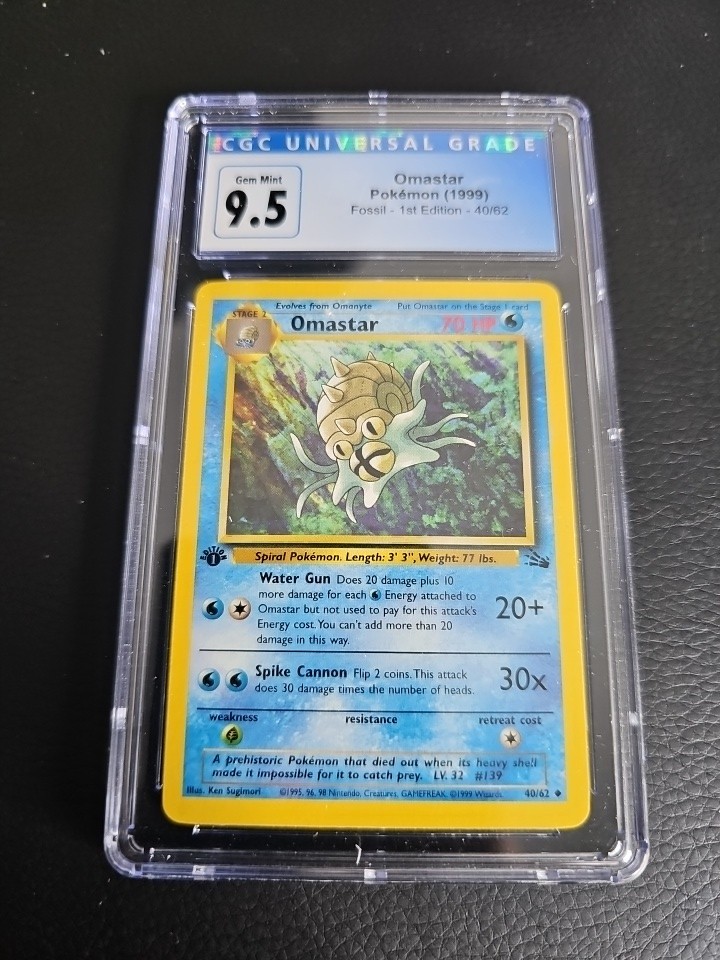 CGC UNIVERSAL GRADE
Gem Mint
9.5
Omastar
Pokémon (1999)
Fossil - 1st Edition - 40/62
Evolves from Omanyte
Put Omastar on the Stage 1 card
STAGE 2
Omastar
70 HP
EDITION
1
Spiral Pokémon. Length: 3' 3", Weight: 77 lbs.
Water Gun Does 20 damage plus 10
more damage for each Energy attached to
Omastar but not used to pay for this attack's
Energy cost. You can't add more than 20
damage in this way.
20+
Spike Cannon Flip 2 coins. This attack
does 30 damage times the number of heads.
30x
weakness
resistance
retreat cost
A prehistoric Pokémon that died out when its heavy shell
made it impossible for it to catch prey. LV. 32 #139
Illus. Ken Sugimori
©1995, 96, 98 Nintendo, Creatures, GAMEFREAK. ©1999 Wizards.
40/62